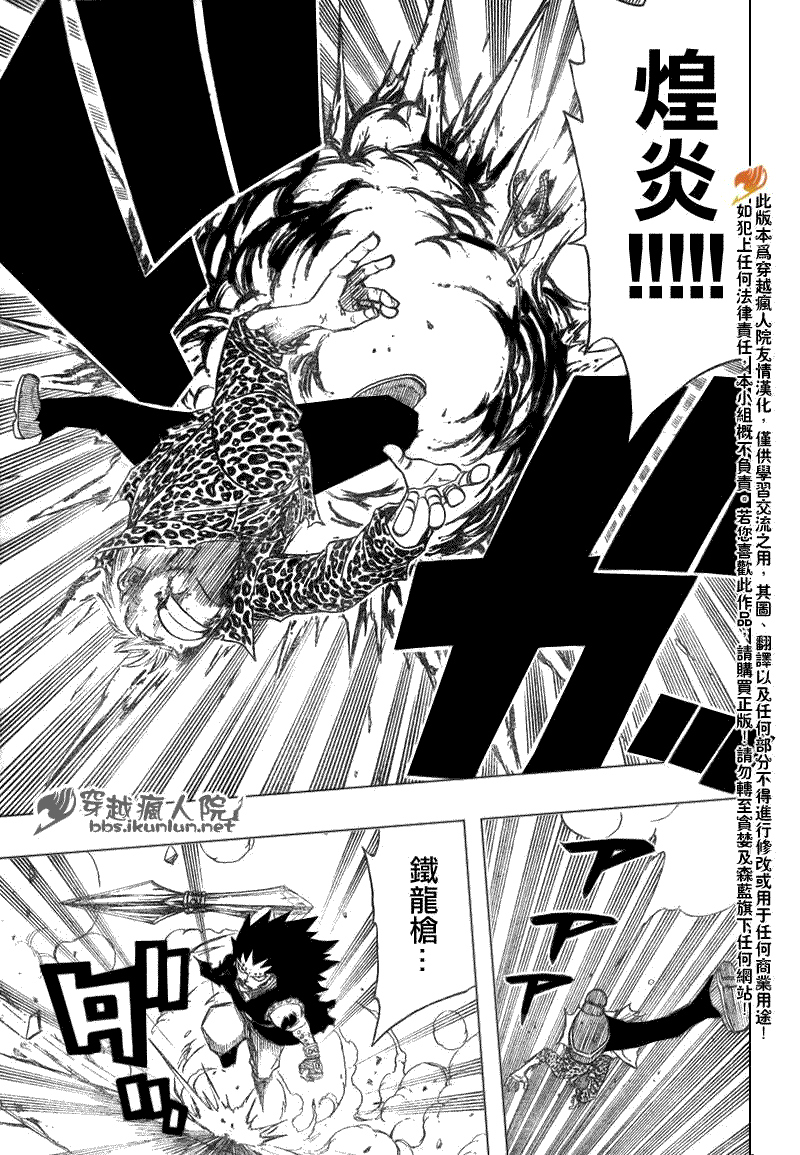 煌炎!!!!!
ガッ
アアア
鐵龍槍…
ダッ
穿越瘋人院
bbs.ikunlun.net
此版本爲穿越瘋人院友情漢化,僅供學習交流之用,其圖、翻譯以及任何部分不得進行修改或用于任何商業用途!
如犯上任何法律責任,本小組概不負責。若您喜歡此作品,請購買正版!請勿轉至貪婪及森藍旗下任何網站!